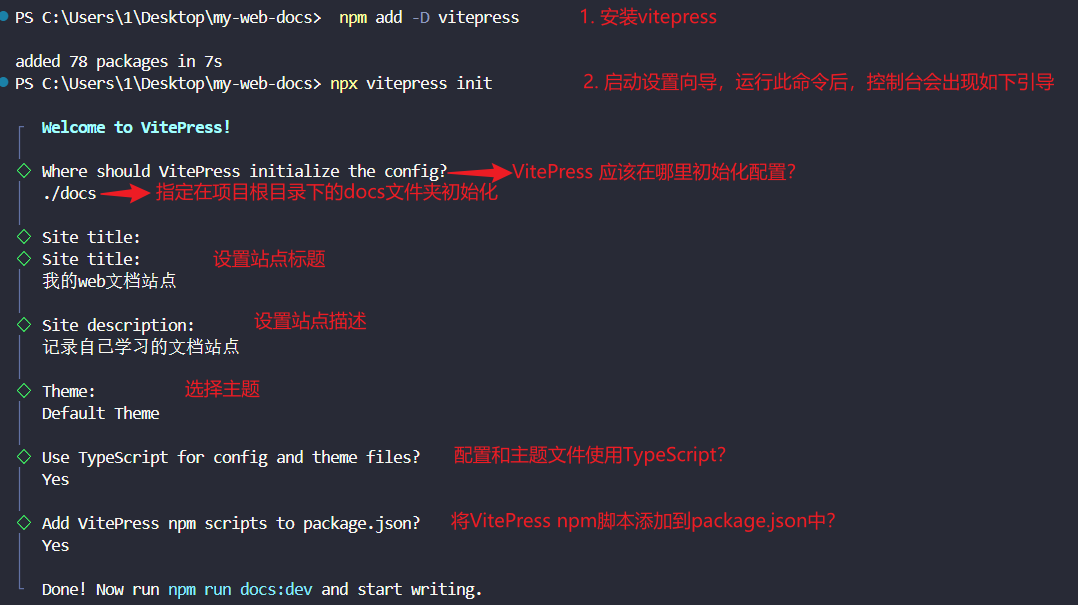 PS C:\Users\1\Desktop\my-web-docs>  npm add -D vitepress 1. 安装vitepress
added 78 packages in 7s
PS C:\Users\1\Desktop\my-web-docs> npx vitepress init 2. 启动设置向导，运行此命令后，控制台会出现如下引导
Welcome to VitePress!
Where should VitePress initialize the config? VitePress 应该在哪里初始化配置？
./docs 指定在项目根目录下的docs文件夹初始化
Site title:
Site title: 设置站点标题
我的web文档站点
Site description: 设置站点描述
记录自己学习的文档站点
Theme: 选择主题
Default Theme
Use TypeScript for config and theme files? 配置和主题文件使用TypeScript？
Yes
Add VitePress npm scripts to package.json? 将VitePress npm脚本添加到package.json中？
Yes
Done! Now run npm run docs:dev and start writing.